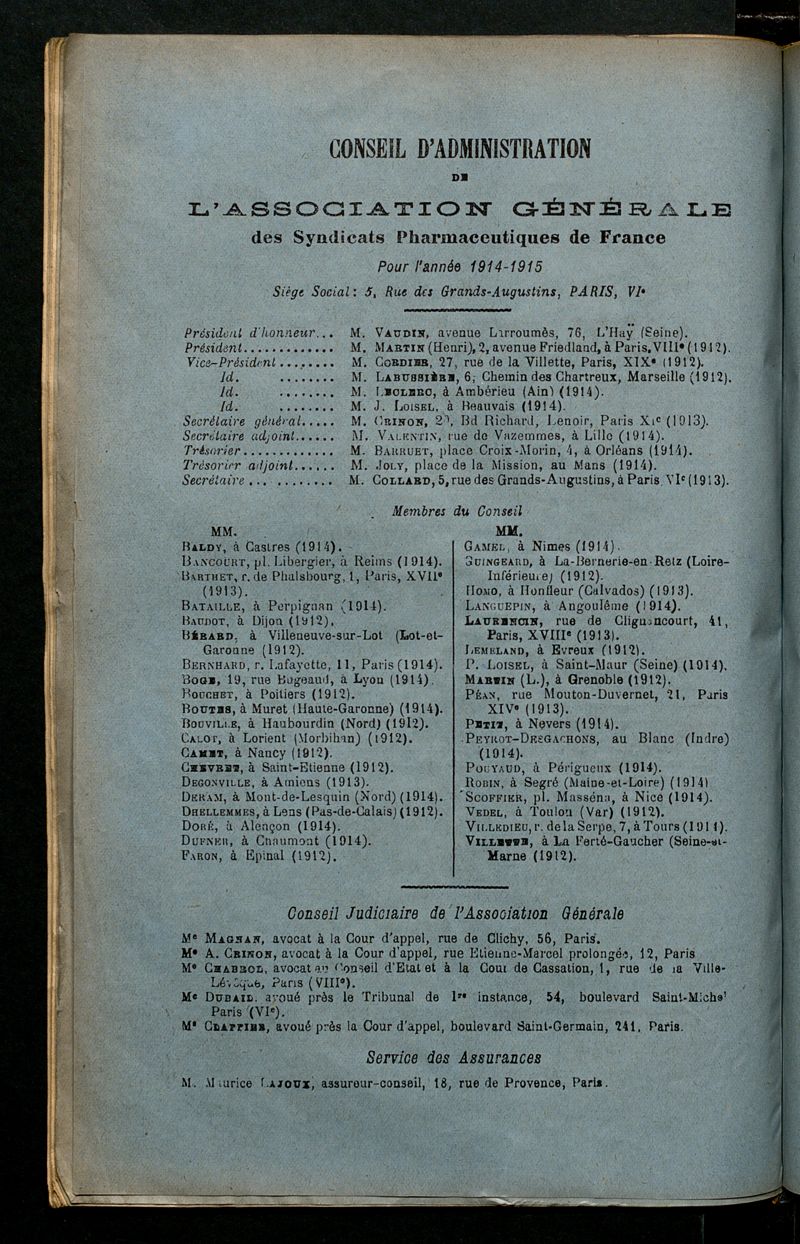 CONSEIL D'ADMINISTRATION
DE
L'ASSOCIATION GÉNÉRALE
des Syndicats Pharmaceutiques de France
Pour l'année 1914-1915
Siège Social: 5, Rue des Grands-Augustins, PARIS, VIe
Président d'honneur... M. VAUDIN, avenue Larroumès, 76, L'Haÿ (Seine).
Président............. M. MARTIN (Henri), 2, avenue Friedland, à Paris, VIIIe (1912).
Vice-Président ........ M. CORDIER, 27, rue de la Villette, Paris, XIXe (1912).
Id. ........ M. LABUSSIÈRE, 6, Chemin des Chartreux, Marseille (1912).
Id. ........ M. à Ambérieu (Ain) (1914).
Id. ........ M. J. LOISEL, à Beauvais (1914).
Secrétaire général..... M. CRINON, Bd Richard, Lenoir, Paris XIe (1913).
Secrétaire adjoint...... M. VALENTIN, rue de Wazemmes, à Lille (1914).
Trésorier............. M. BARRUET, place Croix-Morin, 4, à Orléans (1914).
Trésorier adjoint...... M. JOLY, place de la Mission, au Mans (1914).
Secrétaire ... ......... M. COLLARD, 5, rue des Grands-Augustins, à Paris, VIe (1913).
Membres du Conseil
MM.
BALDY, à Castres (1914).
BANCOURT, pl. Libergier, à Reims (1914).
BARTHET, r. de Phalsbourg, 1, Paris, XVIIe
(1913).
BATAILLE, à Perpignan (1914).
BAUDOT, à Dijon (1912).
BÉRARD, à Villeneuve-sur-Lot (Lot-et-
Garonne (1912).
BERNHARD, r. Lafayette, 11, Paris (1914).
BOGE, 19, rue Bugeaud, à Lyon (1914).
BOUCHET, à Poitiers (1912).
BOUTES, à Muret (Haute-Garonne) (1914).
BOUVILLE, à Haubourdin (Nord) (1912).
CALOT, à Lorient (Morbihan) (1912).
CAMET, à Nancy (1912).
CHEVRET, à Saint-Etienne (1912).
DEGONVILLE, à Amiens (1913).
DERAM, à Mont-de-Lesquin (Nord) (1914).
DHELLEMMES, à Lens (Pas-de-Calais) (1912).
DORÉ, à Alençon (1914).
DUFNER, à Chaumont (1914).
FARON, à Epinal (1912).
MM.
GAMEL, à Nimes (1914).
GUINGEARD, à La-Bernerie-en Retz (Loire-
Inférieure) (1912).
HOMO, à Honfleur (Calvados) (1913).
LANGUEPIN, à Angoulême (1914).
LAURENCIN, rue de Clignancourt, 41,
Paris, XVIIIe (1913).
LEMELAND, à Evreux (1912).
P. LOISEL, à Saint-Maur (Seine) (1914).
MARTIN (L.), à Grenoble (1912).
PÉAN, rue Mouton-Duvernet, 21, Paris
XIVe (1913).
PETIT, à Nevers (1914).
PEYROT-DESGACHONS, au Blanc (Indre)
(1914).
POUYAUD, à Périgueux (1914).
ROBIN, à Segré (Maine-et-Loire) (1914)
SCOFFIER, pl. Masséna, à Nice (1914).
VEDEL, à Toulon (Var) (1912).
VILLEDIEU, r. de la Serpe, 7, à Tours (1914).
VILLETTE, à La Ferté-Gaucher (Seine-et-
Marne (1912).
Conseil Judiciaire de l'Association Générale
Me MAGNAN, avocat à la Cour d'appel, rue de Clichy, 56, Paris.
Me A. CRINON, avocat à la Cour d'appel, rue Etienne-Marcel prolongée, 12, Paris
Me CHABROL, avocat au Conseil d'Etat et à la Cour de Cassation, 1, rue de la Ville-
Lévêque, Paris (VIIIe).
Me DUBAIL, avoué près le Tribunal de 1re instance, 54, boulevard Saint-Michel
Paris (VIe).
Me CRAPPIER, avoué près la Cour d'appel, boulevard Saint-Germain, 241, Paris.
Service des Assurances
M. Maurice LAJOUX, assureur-conseil, 18, rue de Provence, Paris.